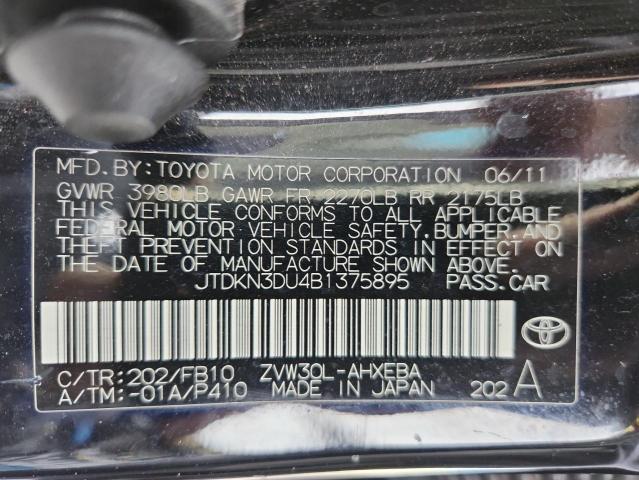 MFD.BY:TOYOTA MOTOR CORPORATION 06/11
GVWR 3980LB GAWR FR 2270LB RR 2175LB
THIS VEHICLE CONFORMS TO ALL APPLICABLE
FEDERAL MOTOR VEHICLE SAFETY.BUMPER.AND
THEFT PREVENTION STANDARDS IN EFFECT ON
THE DATE OF MANUFACTURE SHOWN ABOVE.
JTDKN3DU4B1375895 PASS.CAR
C/TR:202/FB10 ZVW30L-AHXEBA
A/TM:-01A/P410 MADE IN JAPAN 202A